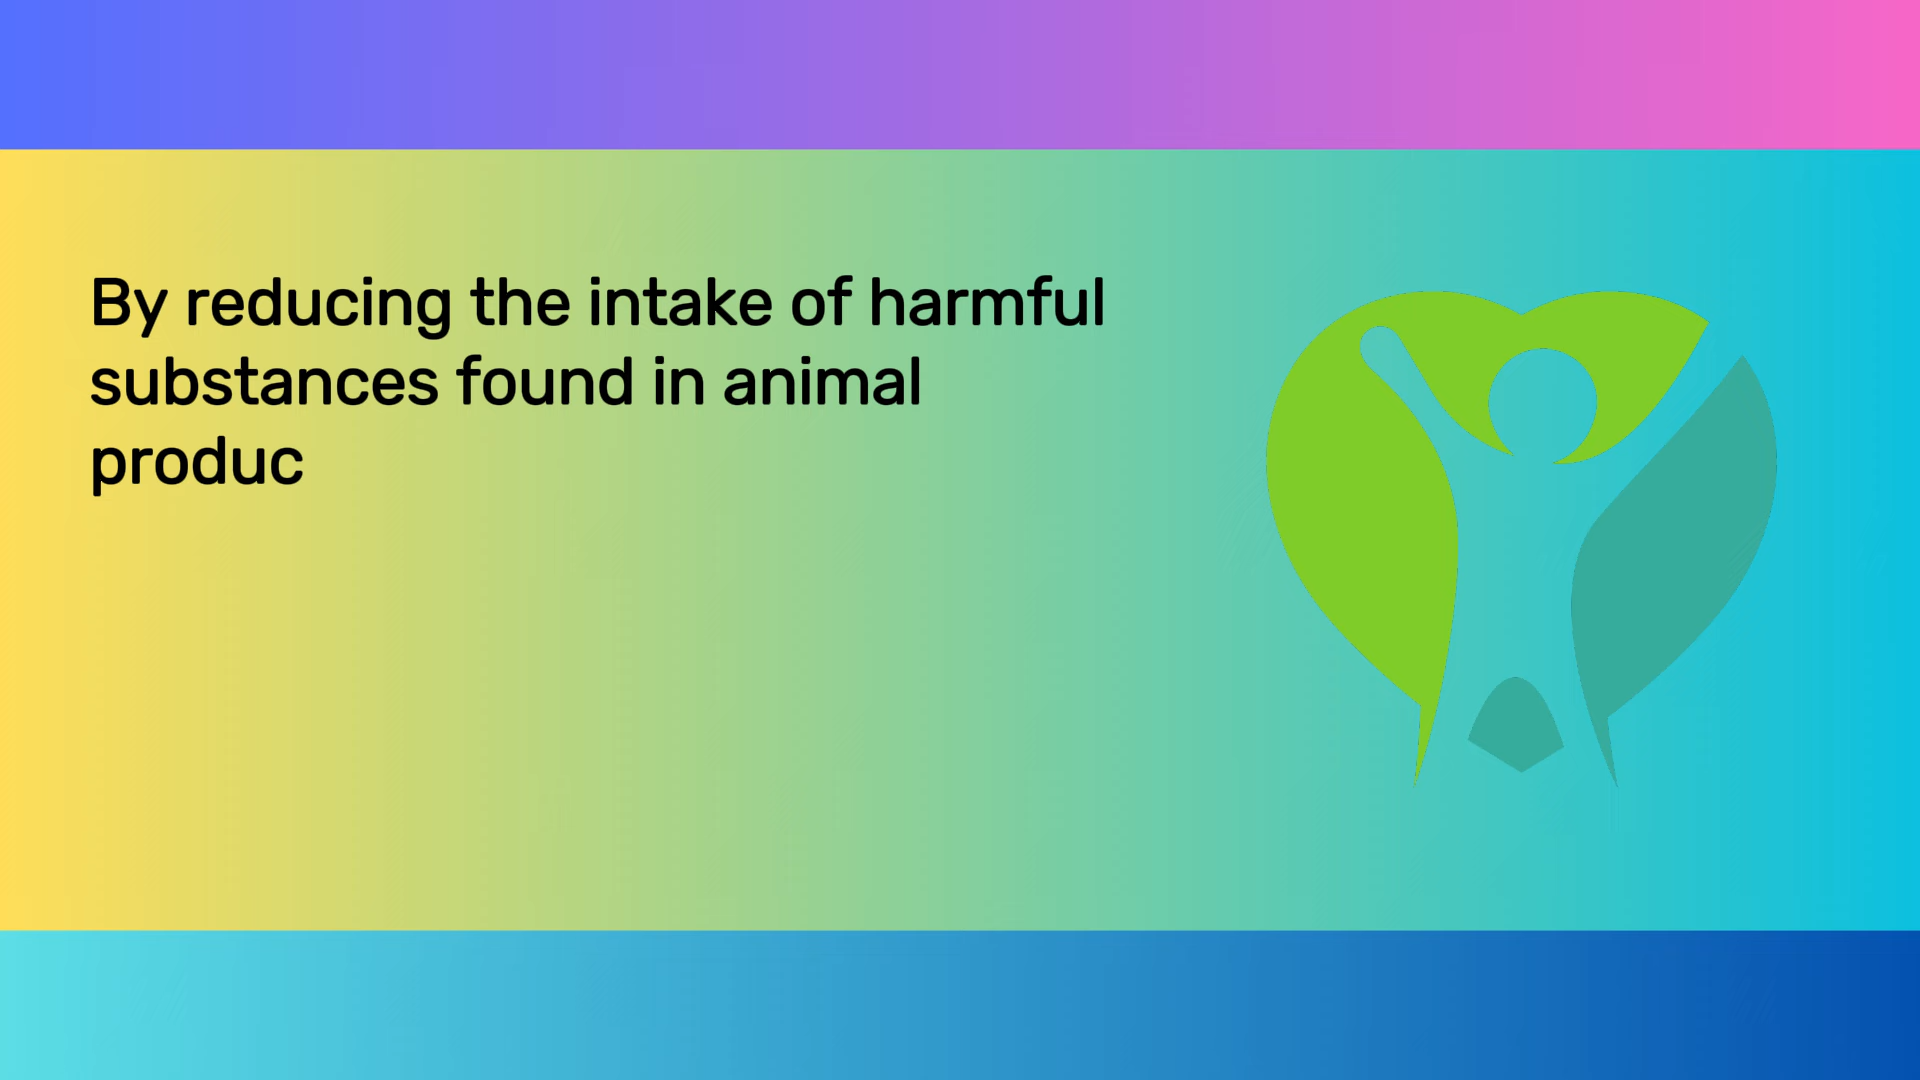 By reducing the intake of harmful
substances found in animal
produc